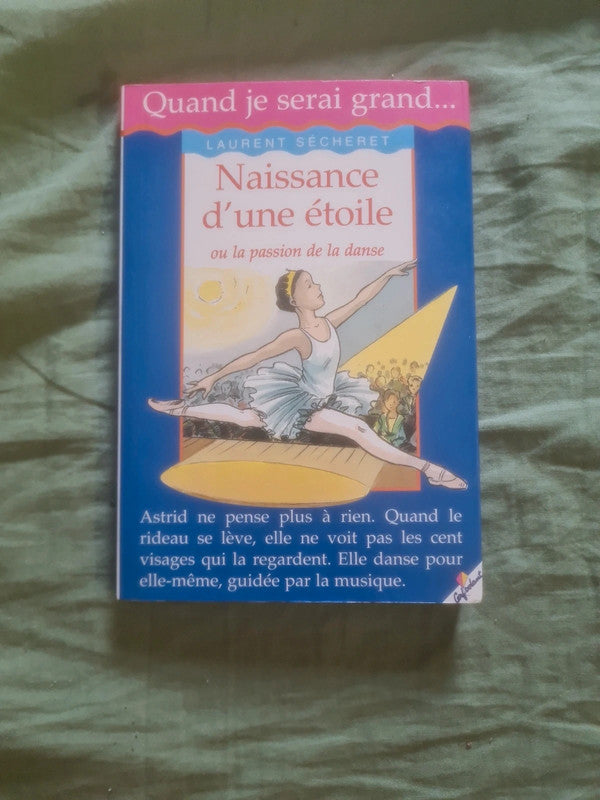 Quand je serai grand...
LAURENT SÉCHERET
Naissance
d'une étoile
ou la passion de la danse
Astrid ne pense plus à rien. Quand le
rideau se lève, elle ne voit pas les cent
visages qui la regardent. Elle danse pour
elle-même, guidée par la musique.